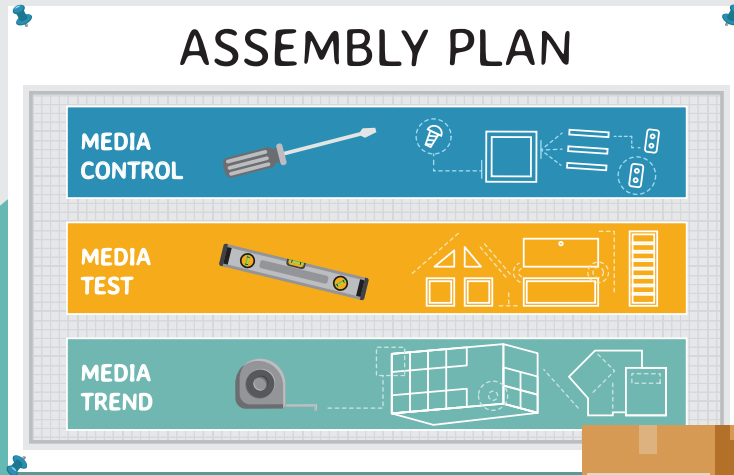 ASSEMBLY PLAN
MEDIA
CONTROL
MEDIA
TEST
MEDIA
TREND